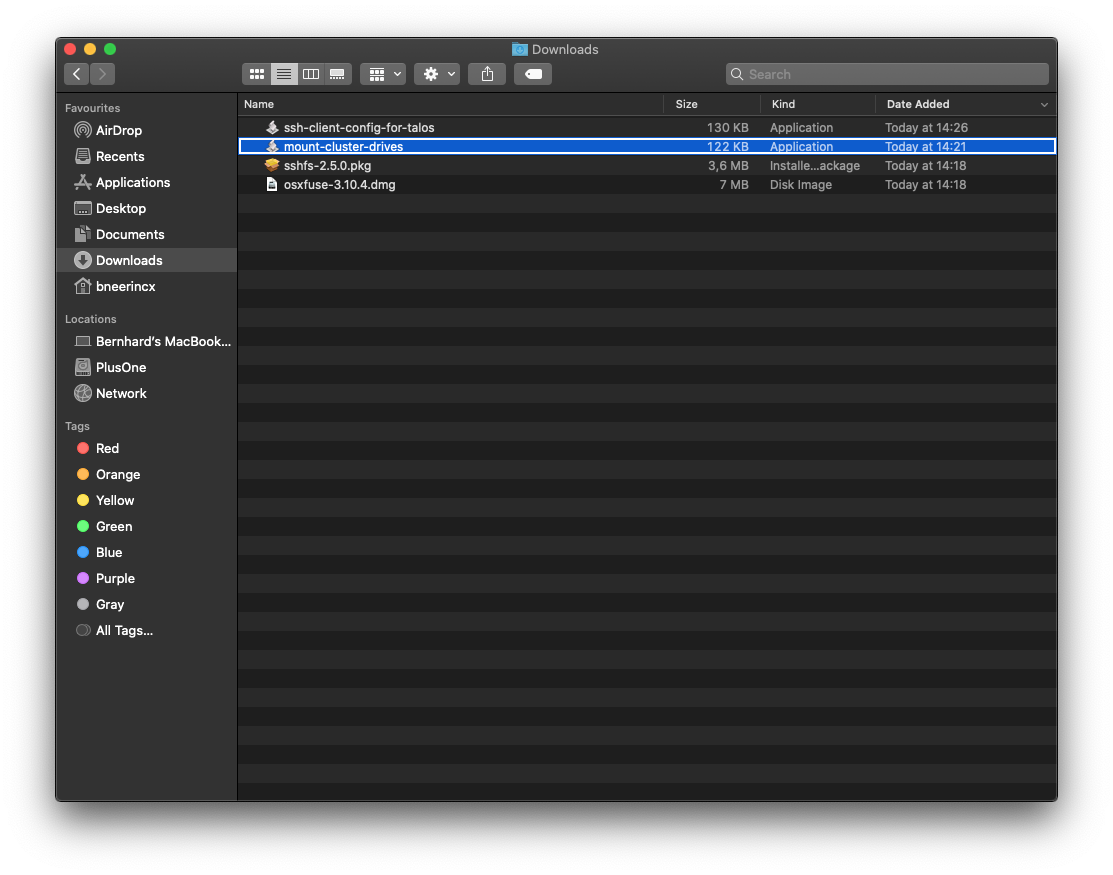 Downloads
Search
Favourites
AirDrop
Recents
Applications
Desktop
Documents
Downloads
bneerincx
Locations
Bernhard's MacBook...
PlusOne
Network
Tags
Red
Orange
Yellow
Green
Blue
Purple
Gray
All Tags...
Name Size Kind Date Added
ssh-client-config-for-talos 130 KB Application Today at 14:26
mount-cluster-drives 122 KB Application Today at 14:21
sshfs-2.5.0.pkg 3,6 MB Installe...ackage Today at 14:18
osxfuse-3.10.4.dmg 7 MB Disk Image Today at 14:18